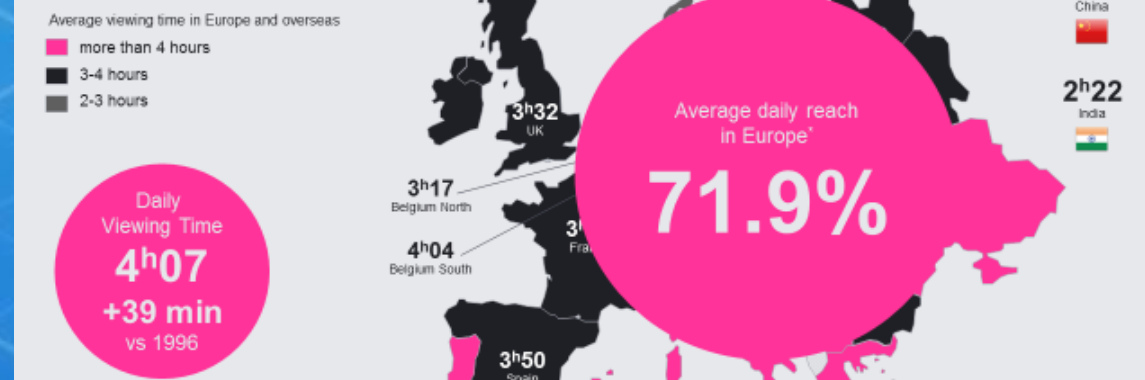 Average viewing time in Europe and overseas
more than 4 hours
3-4 hours
2-3 hours
Daily
Viewing Time
4h07
+39 min
vs 1996
3h32
UK
3h17
Belgium North
4h04
Belgium South
3h50
Spain
Average daily reach
in Europe*
71.9%
China
2h22
India